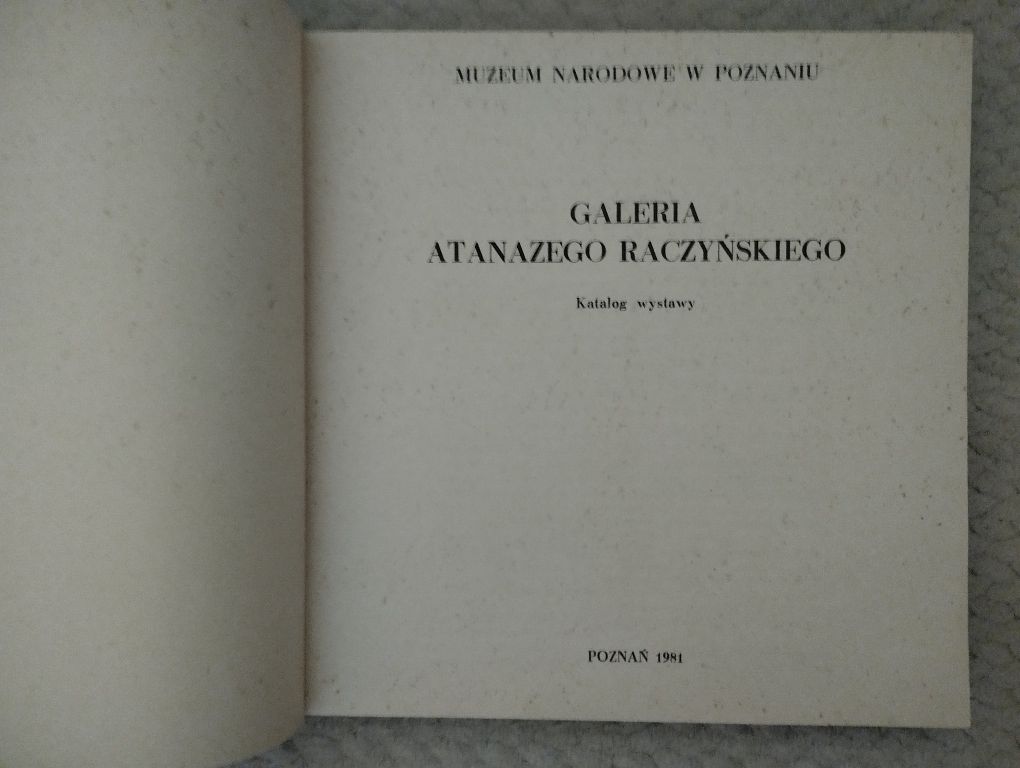 MUZEUM NARODOWE W POZNANIU
GALERIA
ATANAZEGO RACZYŃSKIEGO
Katalog wystawy
POZNAŃ 1981